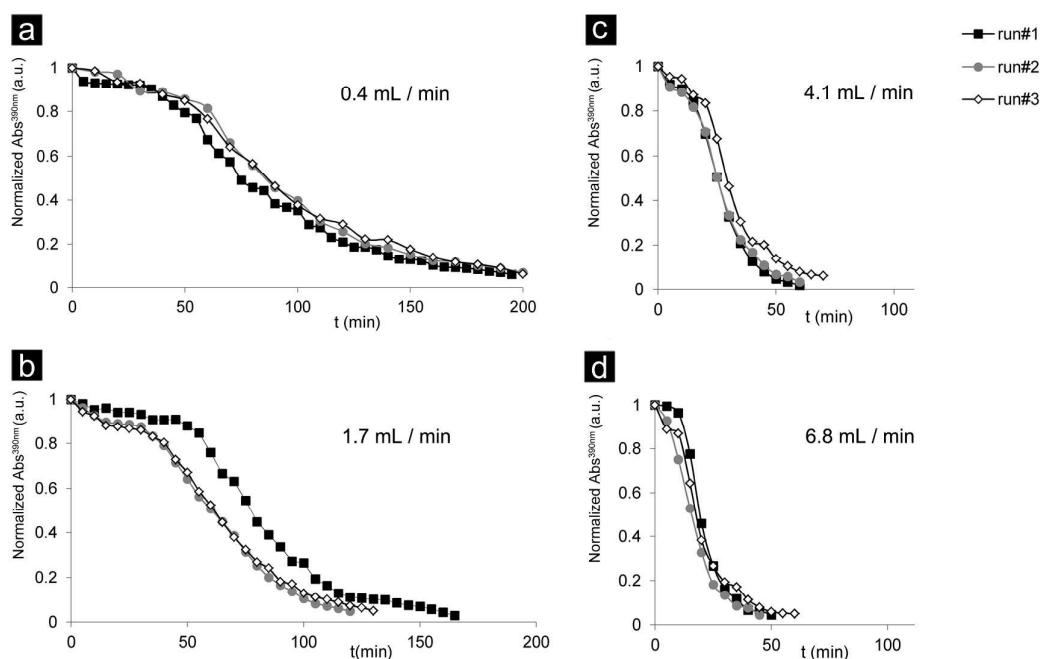 a
Normalized Abs390nm (a.u.)
1
0.8
0.6
0.4
0.2
0
0
50
100
150
200
t (min)
0.4 mL / min
c
Normalized Abs390nm (a.u.)
1
0.8
0.6
0.4
0.2
0
0
50
100
t (min)
4.1 mL / min
run#1
run#2
run#3
b
Normalized Abs390nm (a.u.)
1
0.8
0.6
0.4
0.2
0
0
50
100
150
200
t(min)
1.7 mL / min
d
Normalized Abs390nm (a.u.)
1
0.8
0.6
0.4
0.2
0
0
50
100
t (min)
6.8 mL / min